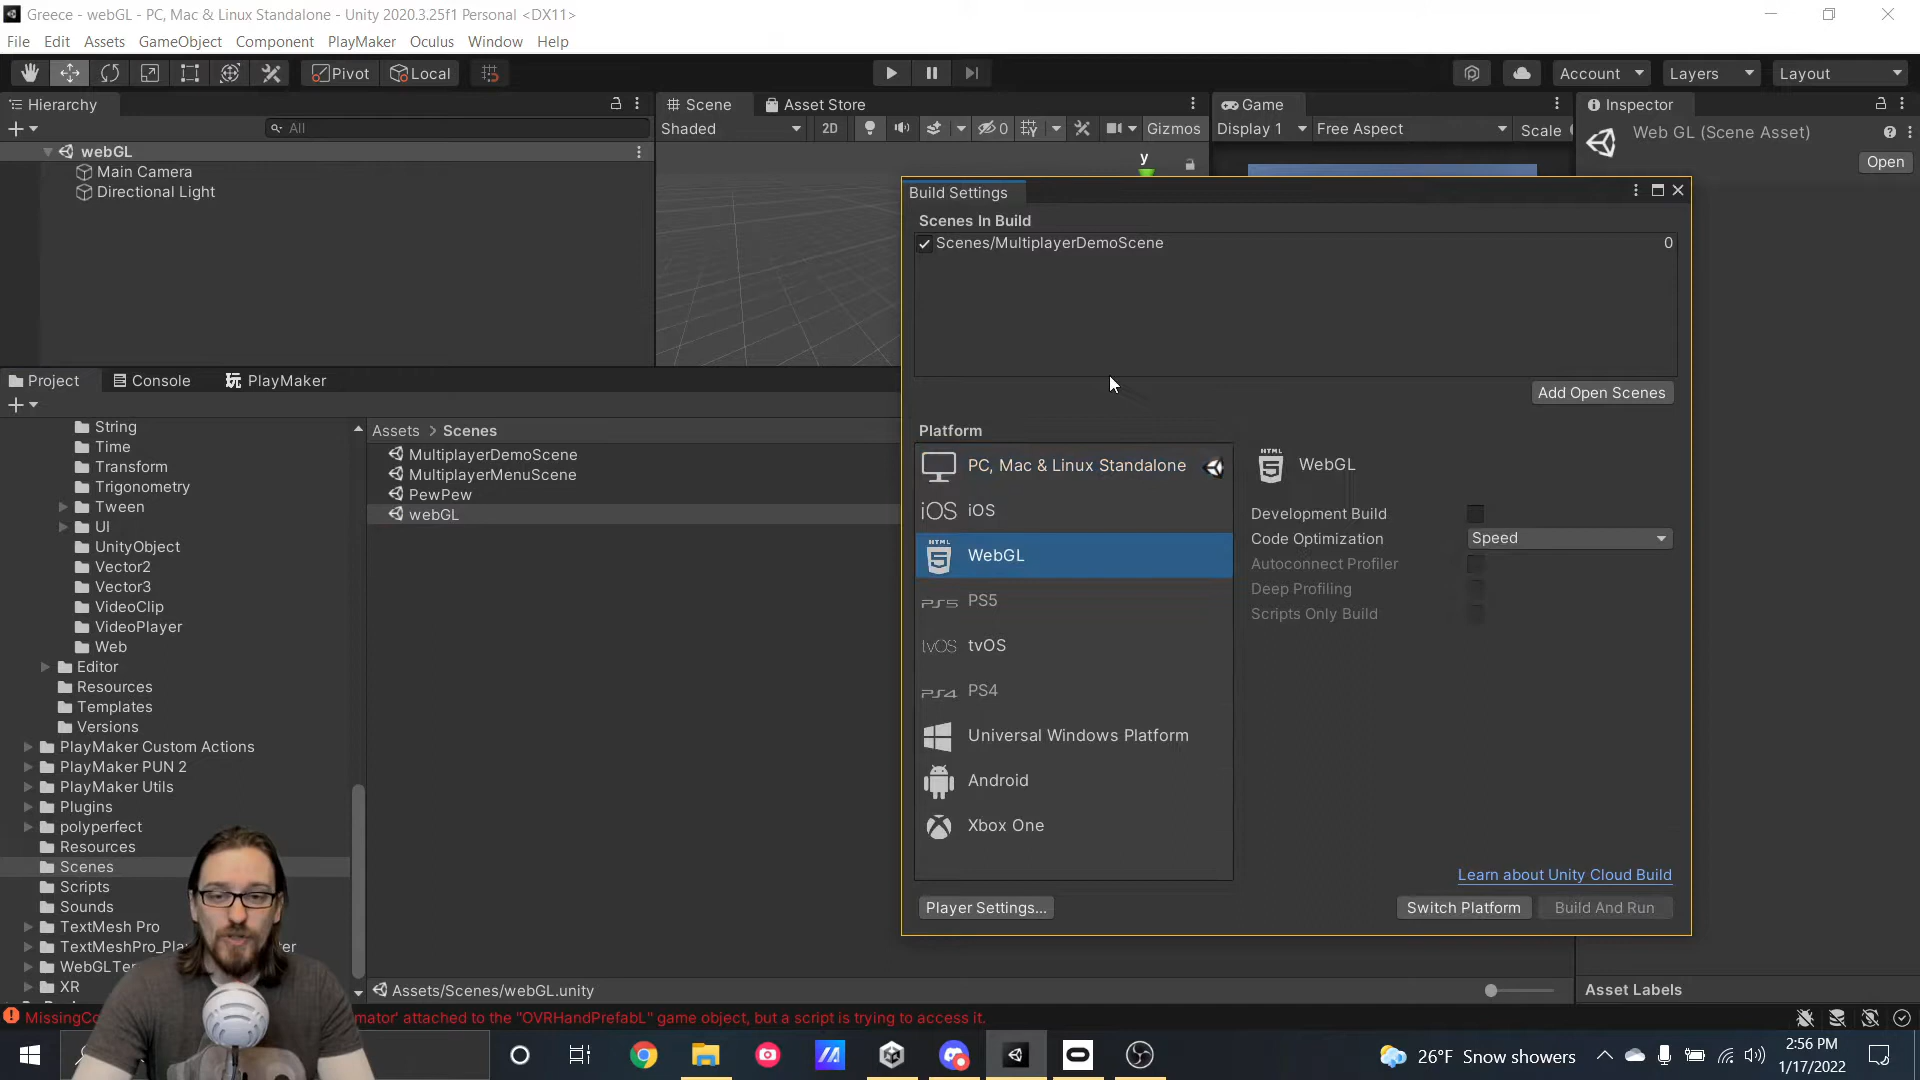 Greece - webGL - PC, Mac & Linux Standalone - Unity 2020.3.25f1 Personal <DX11>
File Edit Assets GameObject Component PlayMaker Oculus Window Help
Pivot Local Account Layers Layout
Hierarchy
All
webGL
Main Camera
Directional Light
Scene Asset Store
Shaded 2D 0 Gizmos
y
Game
Display 1 Free Aspect Scale
Inspector
Web GL (Scene Asset)
Open
Build Settings
Scenes In Build
Scenes/MultiplayerDemoScene 0
Add Open Scenes
Platform
PC, Mac & Linux Standalone
iOS iOS
HTML WebGL
PS5 PS5
tvOS tvOS
PS4 PS4
Universal Windows Platform
Android
Xbox One
HTML WebGL
Development Build
Code Optimization Speed
Autoconnect Profiler
Deep Profiling
Scripts Only Build
Learn about Unity Cloud Build
Player Settings... Switch Platform Build And Run
Project Console PlayMaker
String
Time
Transform
Trigonometry
Tween
UI
UnityObject
Vector2
Vector3
VideoClip
VideoPlayer
Web
Editor
Resources
Templates
Versions
PlayMaker Custom Actions
PlayMaker PUN 2
PlayMaker Utils
Plugins
polyperfect
Resources
Scenes
Scripts
Sounds
TextMesh Pro
XR
Assets > Scenes
MultiplayerDemoScene
MultiplayerMenuScene
PewPew
webGL
Assets/Scenes/webGL.unity
Asset Labels
attached to the "OVRHandPrefabL" game object, but a script is trying to access it.
26°F Snow showers
2:56 PM
1/17/2022